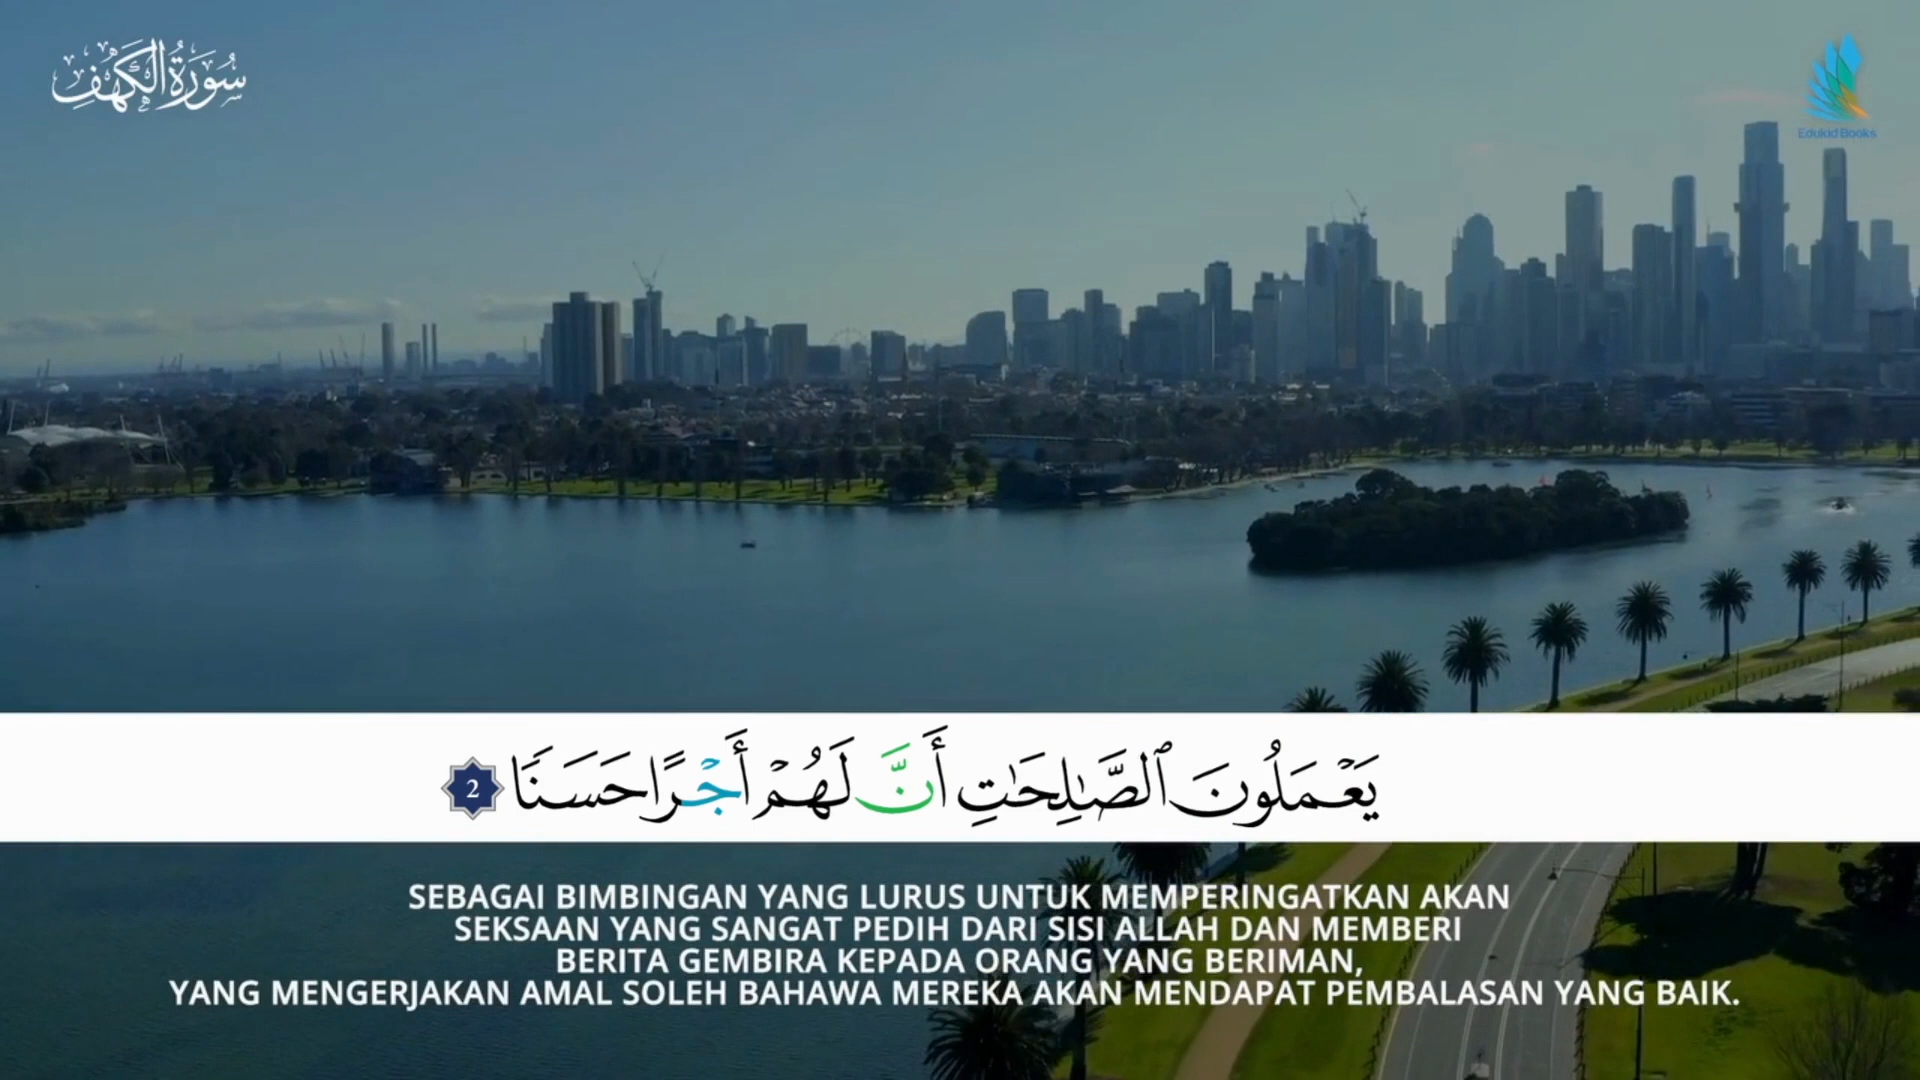 سُورَةُ الْكَهْفِ
Edukid Books
يَعْمَلُونَ ٱلصَّـٰلِحَـٰتِ أَنَّ لَهُمْ أَجْرًا حَسَنًا 2
SEBAGAI BIMBINGAN YANG LURUS UNTUK MEMPERINGATKAN AKAN
SEKSAAN YANG SANGAT PEDIH DARI SISI ALLAH DAN MEMBERI
BERITA GEMBIRA KEPADA ORANG YANG BERIMAN,
YANG MENGERJAKAN AMAL SOLEH BAHAWA MEREKA AKAN MENDAPAT PEMBALASAN YANG BAIK.